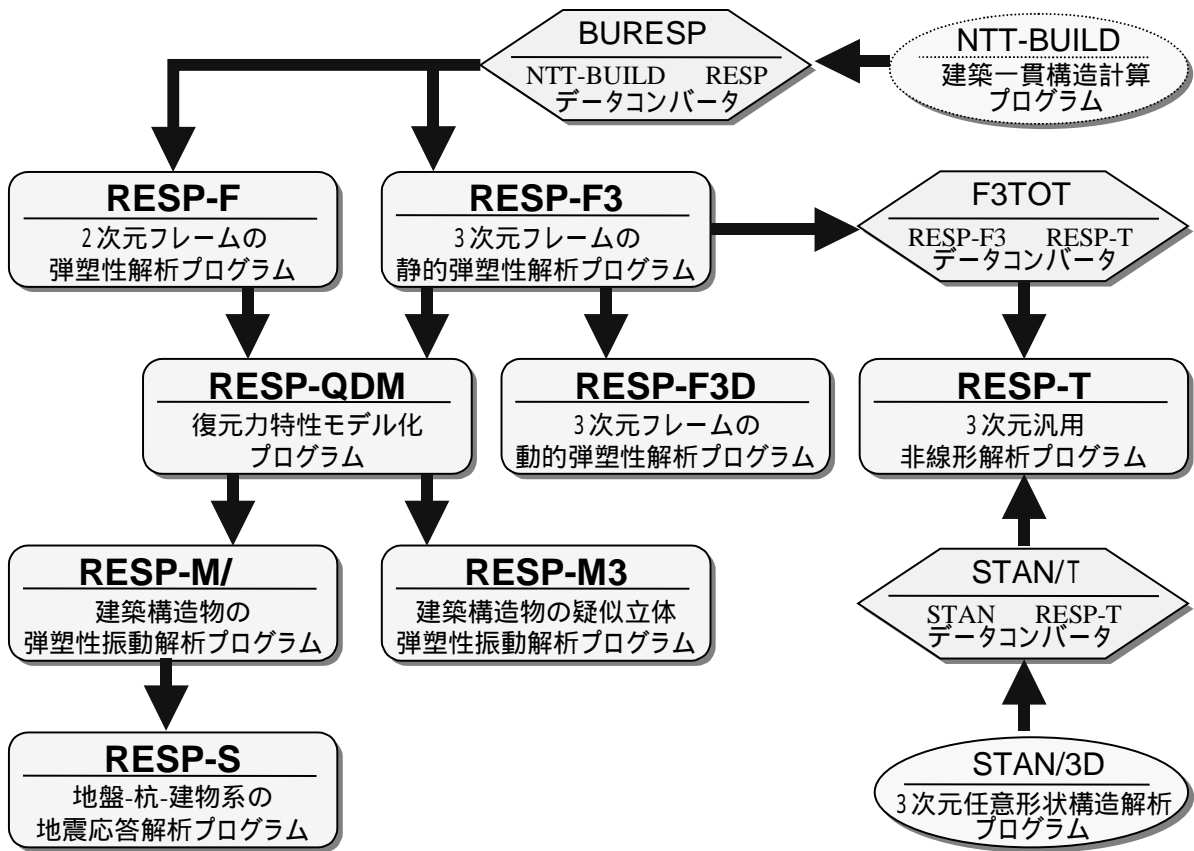 BURESP
NTT-BUILD RESP
データコンバータ
NTT-BUILD
建築一貫構造計算
プログラム
RESP-F
2次元フレームの
弾塑性解析プログラム
RESP-F3
3次元フレームの
静的弾塑性解析プログラム
F3TOT
RESP-F3 RESP-T
データコンバータ
RESP-QDM
復元力特性モデル化
プログラム
RESP-F3D
3次元フレームの
動的弾塑性解析プログラム
RESP-T
3次元汎用
非線形解析プログラム
RESP-M/
建築構造物の
弾塑性振動解析プログラム
RESP-M3
建築構造物の疑似立体
弾塑性振動解析プログラム
STAN/T
STAN RESP-T
データコンバータ
RESP-S
地盤-杭-建物系の
地震応答解析プログラム
STAN/3D
3次元任意形状構造解析
プログラム